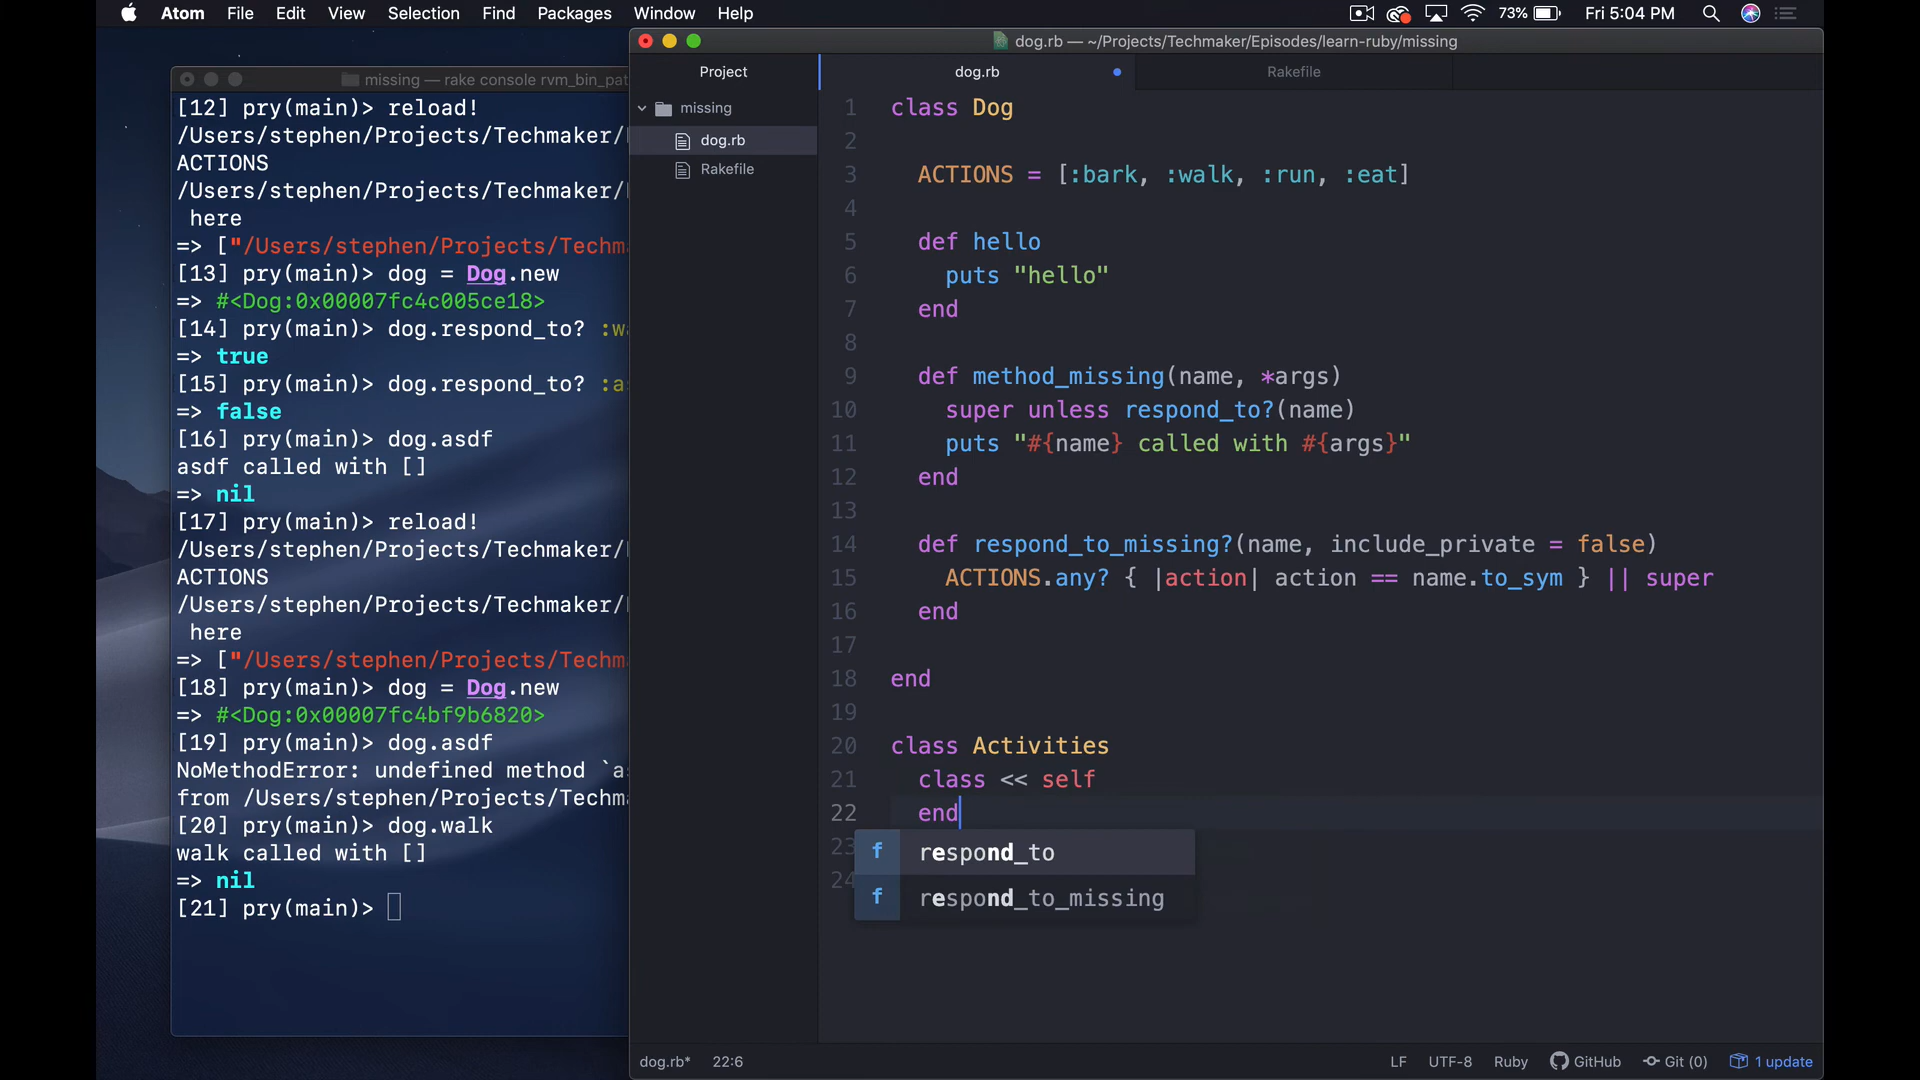 Atom File Edit View Selection Find Packages Window Help
73% Fri 5:04 PM
missing — rake console rvm_bin_pat
[12] pry(main)> reload!
/Users/stephen/Projects/Techmaker/
ACTIONS
/Users/stephen/Projects/Techmaker/
here
=> ["/Users/stephen/Projects/Techm
[13] pry(main)> dog = Dog.new
=> #<Dog:0x00007fc4c005ce18>
[14] pry(main)> dog.respond_to? :wa
=> true
[15] pry(main)> dog.respond_to? :as
=> false
[16] pry(main)> dog.asdf
asdf called with []
=> nil
[17] pry(main)> reload!
/Users/stephen/Projects/Techmaker/
ACTIONS
/Users/stephen/Projects/Techmaker/
here
=> ["/Users/stephen/Projects/Techm
[18] pry(main)> dog = Dog.new
=> #<Dog:0x00007fc4bf9b6820>
[19] pry(main)> dog.asdf
NoMethodError: undefined method `as
from /Users/stephen/Projects/Techm
[20] pry(main)> dog.walk
walk called with []
=> nil
[21] pry(main)>
dog.rb — ~/Projects/Techmaker/Episodes/learn-ruby/missing
Project
missing
dog.rb
Rakefile
dog.rb Rakefile
1 class Dog
2
3 ACTIONS = [:bark, :walk, :run, :eat]
4
5 def hello
6 puts "hello"
7 end
8
9 def method_missing(name, *args)
10 super unless respond_to?(name)
11 puts "#{name} called with #{args}"
12 end
13
14 def respond_to_missing?(name, include_private = false)
15 ACTIONS.any? { |action| action == name.to_sym } || super
16 end
17
18 end
19
20 class Activities
21 class << self
22 end
23
24
f respond_to
f respond_to_missing
dog.rb* 22:6
LF UTF-8 Ruby GitHub Git (0) 1 update